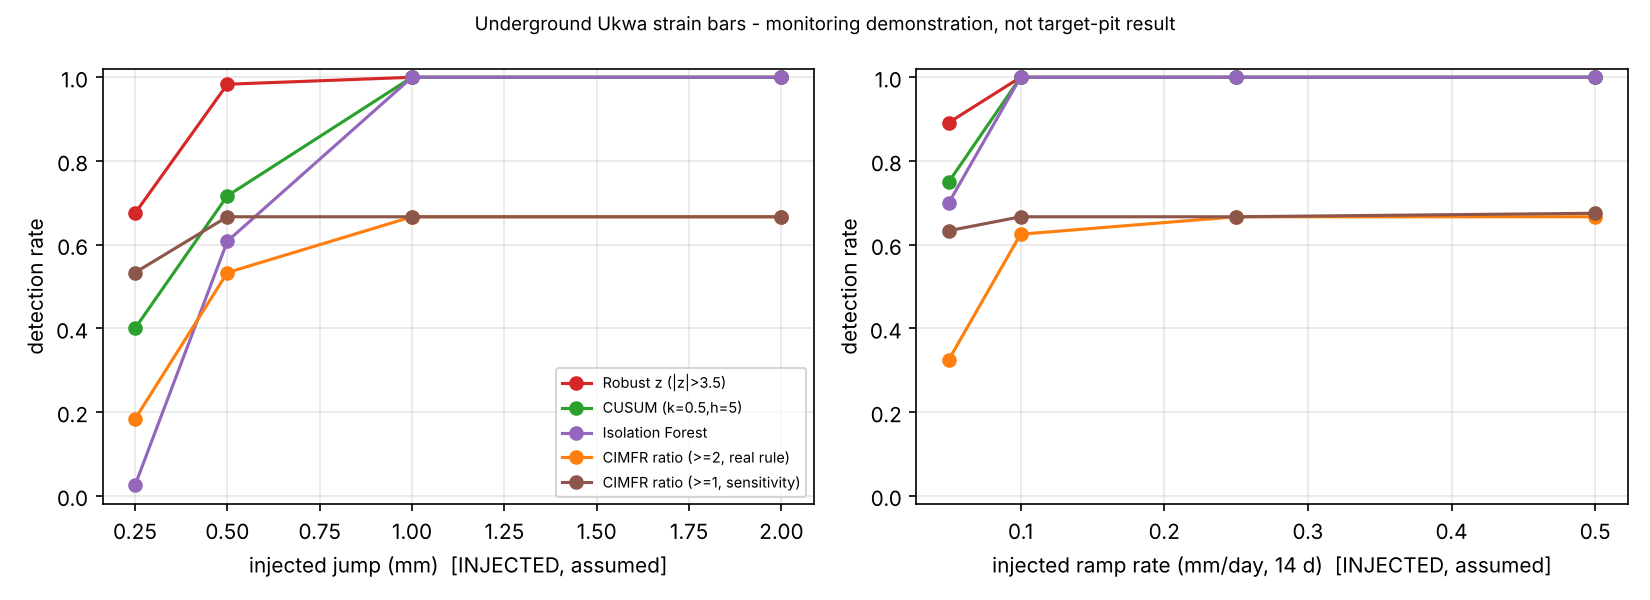 Underground Ukwa strain bars - monitoring demonstration, not target-pit result
detection rate
1.0
0.8
0.6
0.4
0.2
0.0
0.25 0.50 0.75 1.00 1.25 1.50 1.75 2.00
injected jump (mm) [INJECTED, assumed]
Robust z (|z|>3.5)
CUSUM (k=0.5,h=5)
Isolation Forest
CIMFR ratio (>=2, real rule)
CIMFR ratio (>=1, sensitivity)
detection rate
1.0
0.8
0.6
0.4
0.2
0.0
0.1 0.2 0.3 0.4 0.5
injected ramp rate (mm/day, 14 d) [INJECTED, assumed]